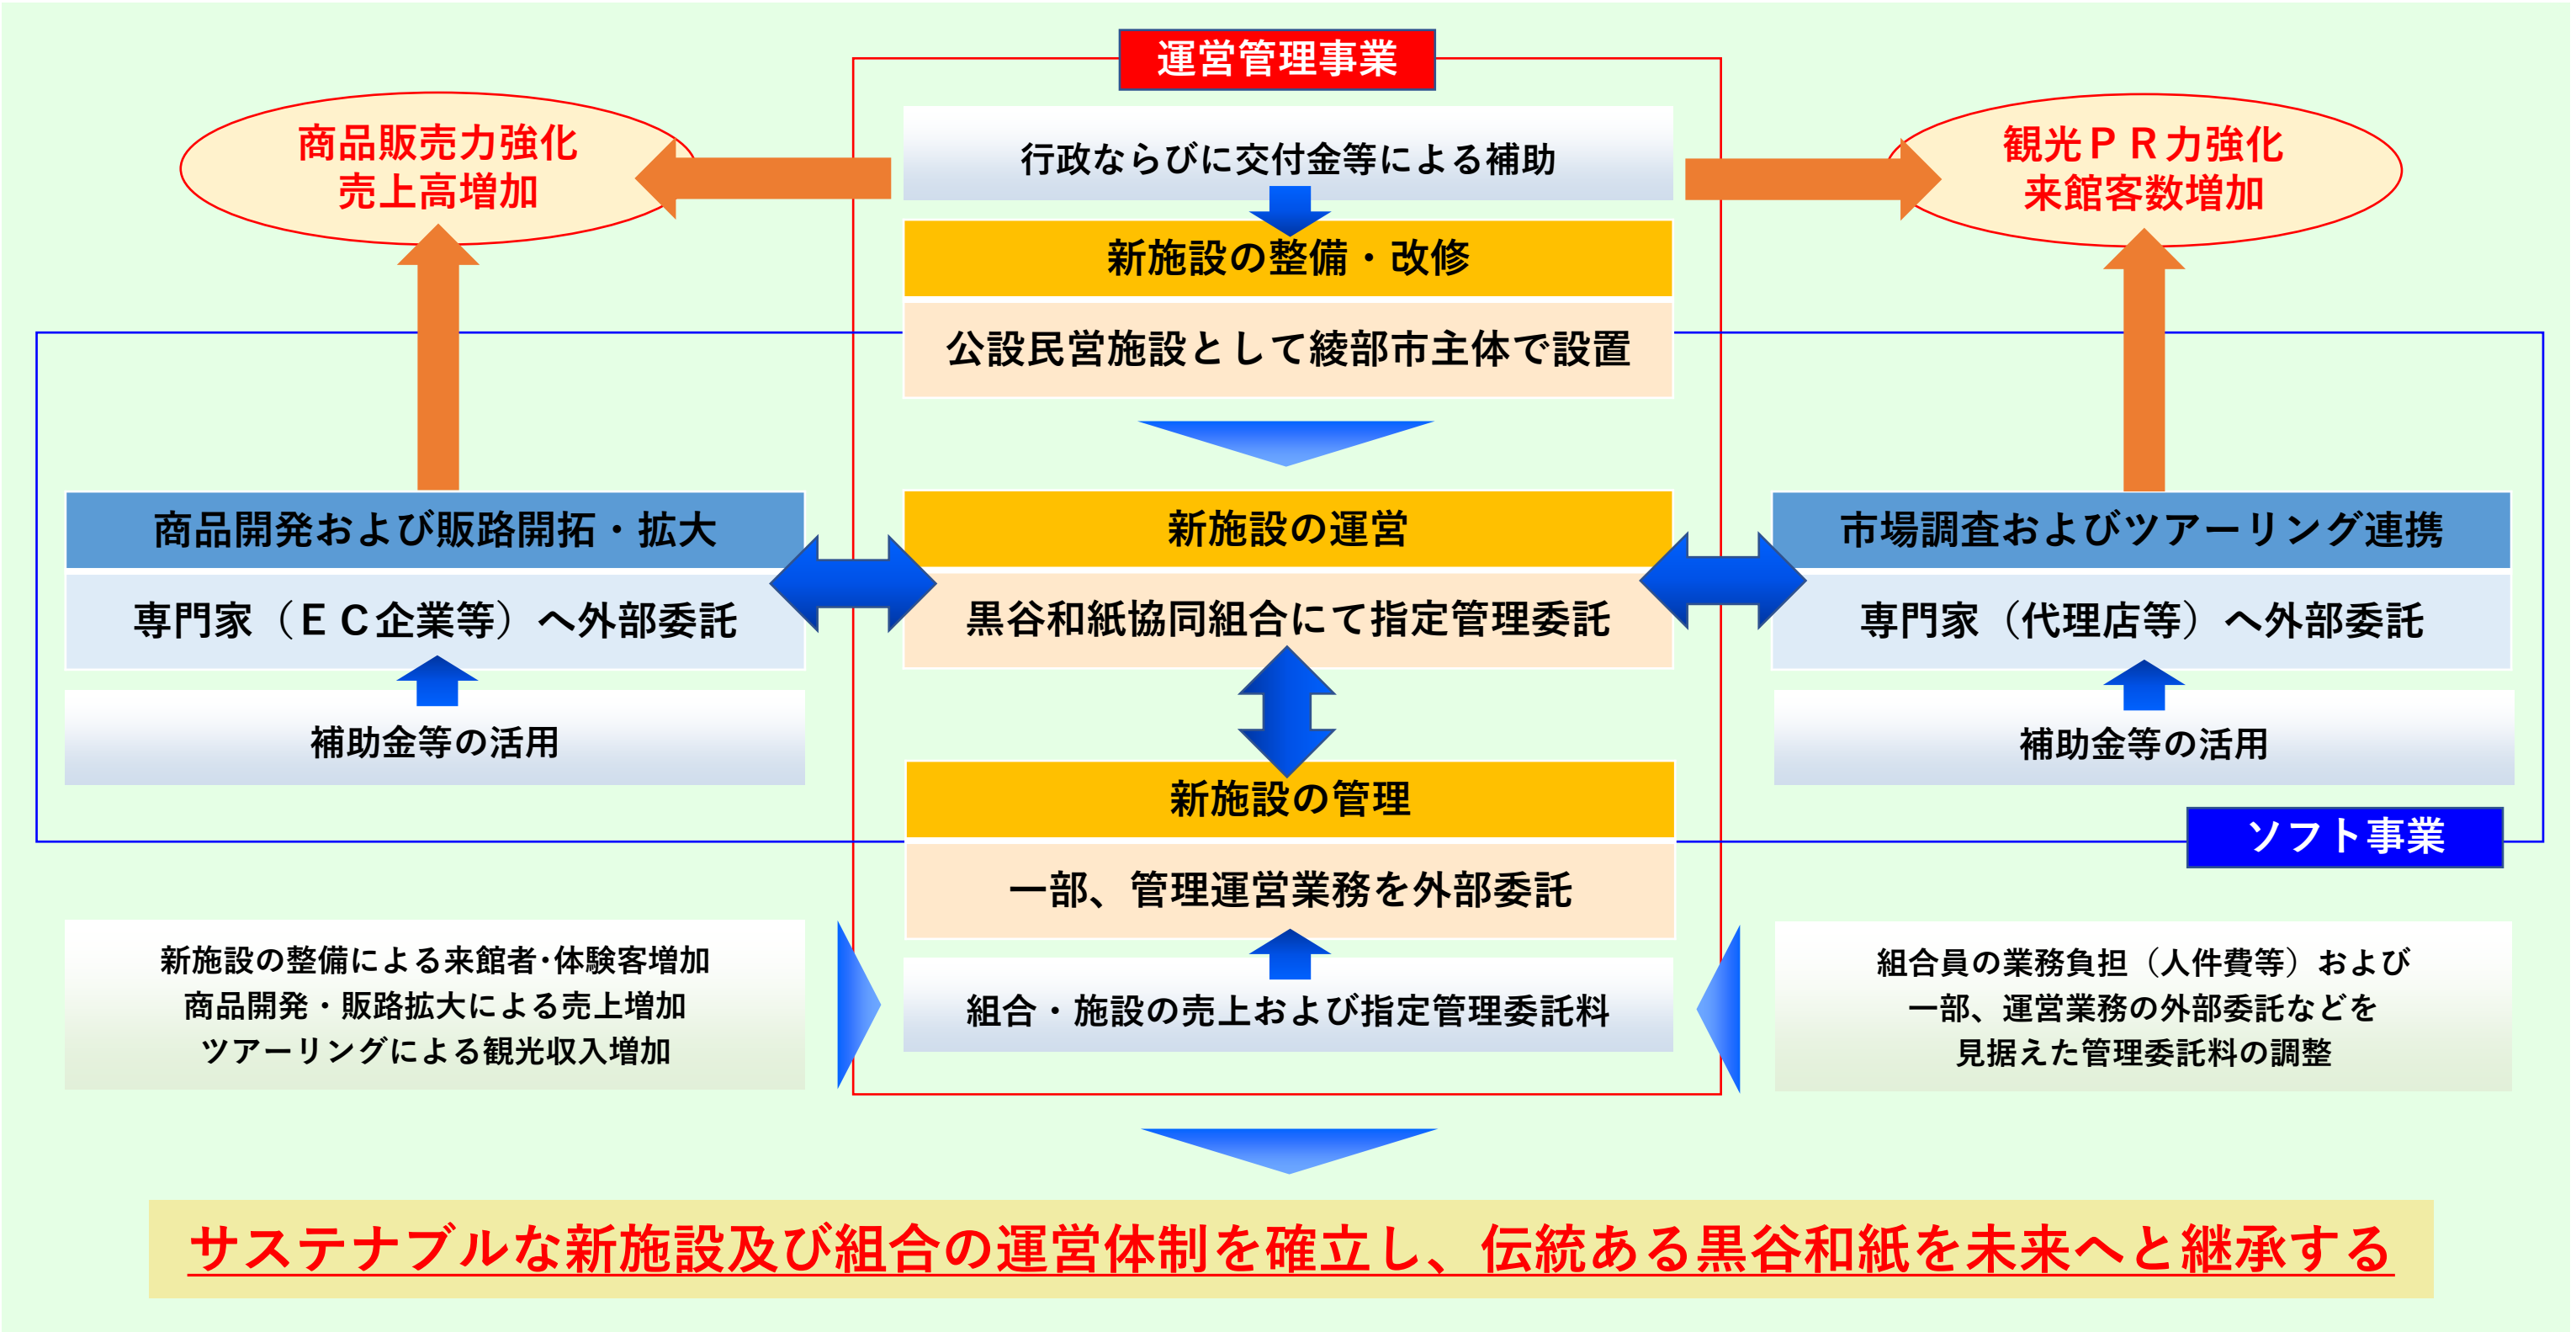 運営管理事業
商品販売力強化
売上高増加
行政ならびに交付金等による補助
観光ＰＲ力強化
来館客数増加
新施設の整備・改修
公設民営施設として綾部市主体で設置
商品開発および販路開拓・拡大
専門家（ＥＣ企業等）へ外部委託
補助金等の活用
新施設の運営
黒谷和紙協同組合にて指定管理委託
市場調査およびツアーリング連携
専門家（代理店等）へ外部委託
補助金等の活用
新施設の管理
一部、管理運営業務を外部委託
ソフト事業
新施設の整備による来館者･体験客増加
商品開発・販路拡大による売上増加
ツアーリングによる観光収入増加
組合・施設の売上および指定管理委託料
組合員の業務負担（人件費等）および
一部、運営業務の外部委託などを
見据えた管理委託料の調整
サステナブルな新施設及び組合の運営体制を確立し、伝統ある黒谷和紙を未来へと継承する